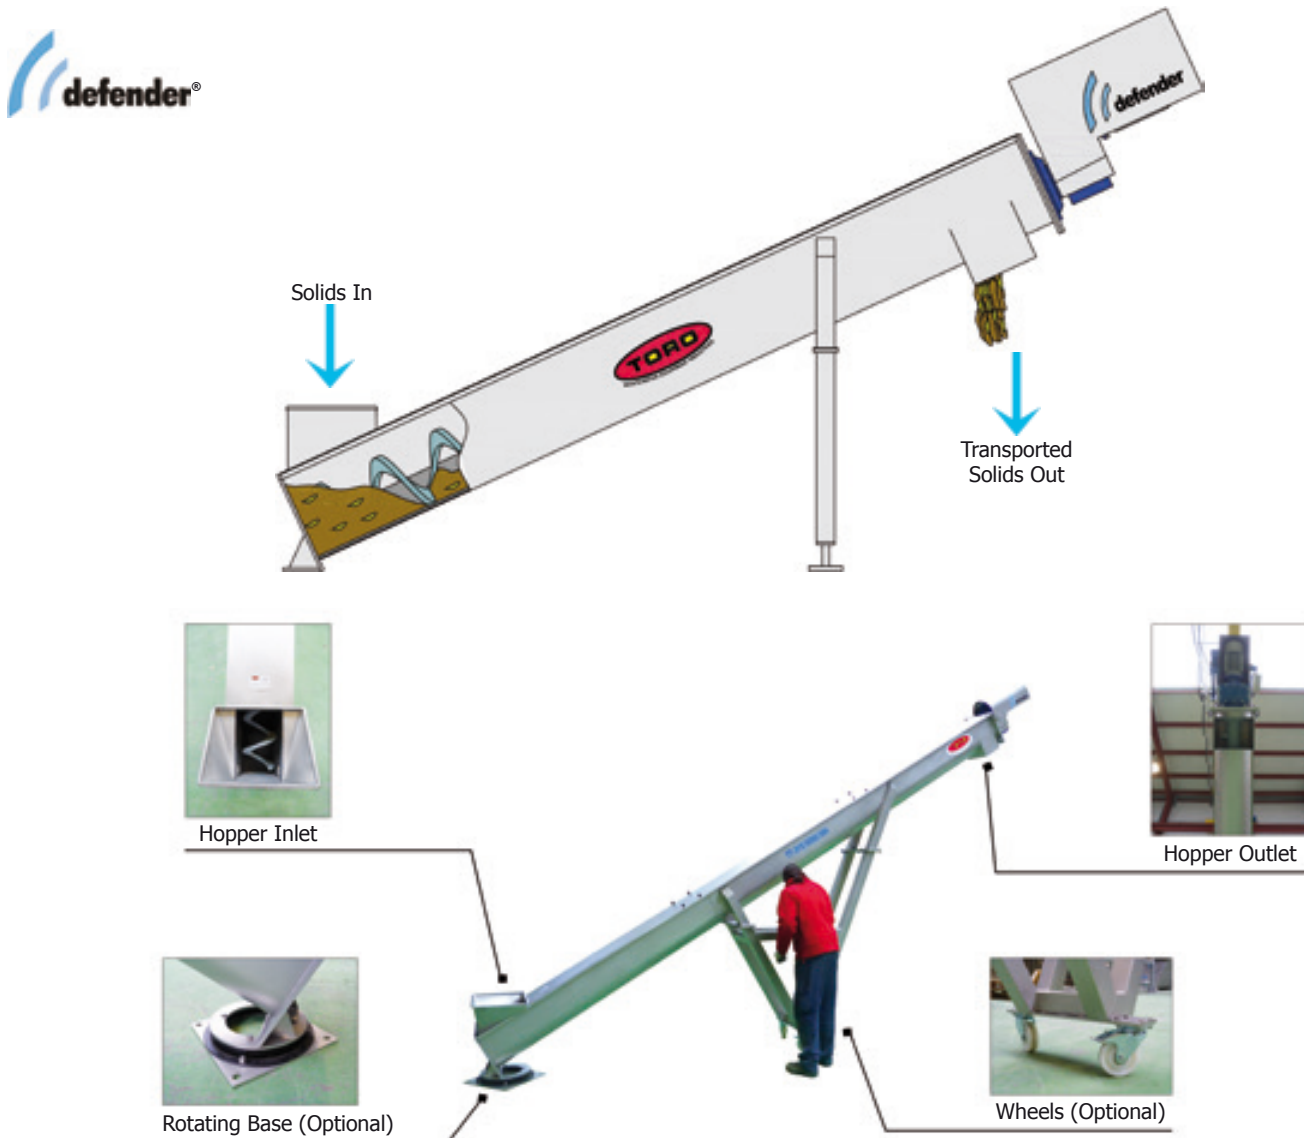 defender®
defender
Solids In
TORO
Transported
Solids Out
Hopper Inlet
Hopper Outlet
Rotating Base (Optional)
Wheels (Optional)